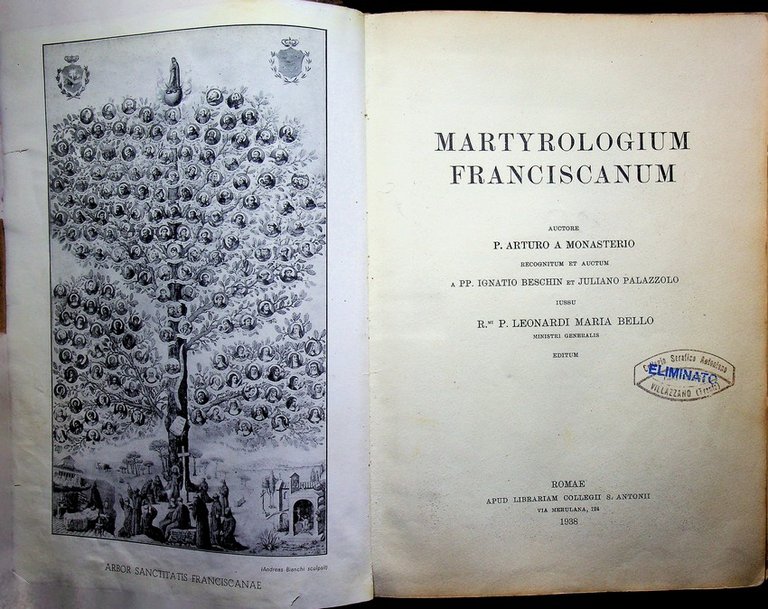 (Andreas Bianchi sculpsit)
ARBOR SANCTITATIS FRANCISCANAE
MARTYROLOGIUM
FRANCISCANUM
AUCTORE
P. ARTURO A MONASTERIO
RECOGNITUM ET AUCTUM
A PP. IGNATIO BESCHIN ET JULIANO PALAZZOLO
IUSSU
R.MI P. LEONARDI MARIA BELLO
MINISTRI GENERALIS
EDITUM
Serafico
ELIMINATO
VILLAZZANO
ROMAE
APUD LIBRARIAM COLLEGII S. ANTONII
VIA MERULANA, 124
1938